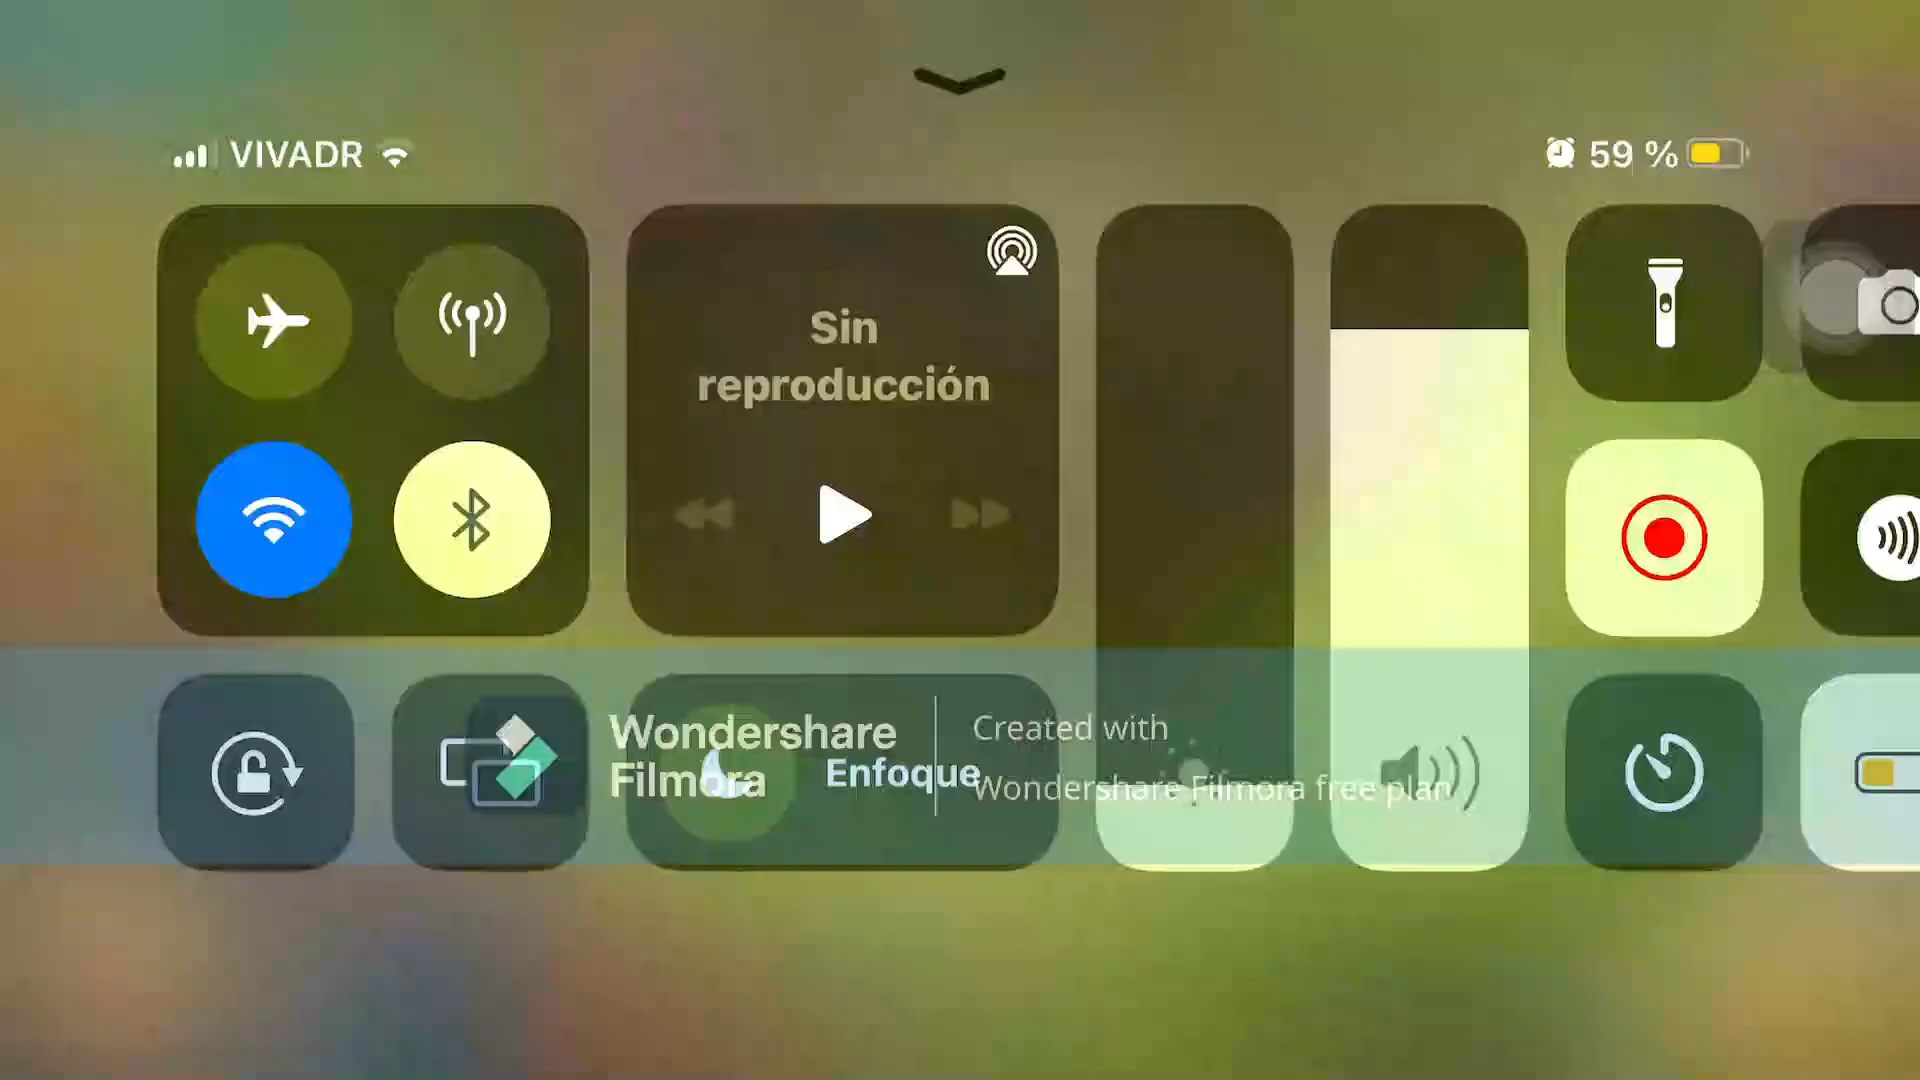 VIVADR
59 %
Sin
reproducción
Wondershare
Filmora
Enfoque
Created with
Wondershare Filmora free plan